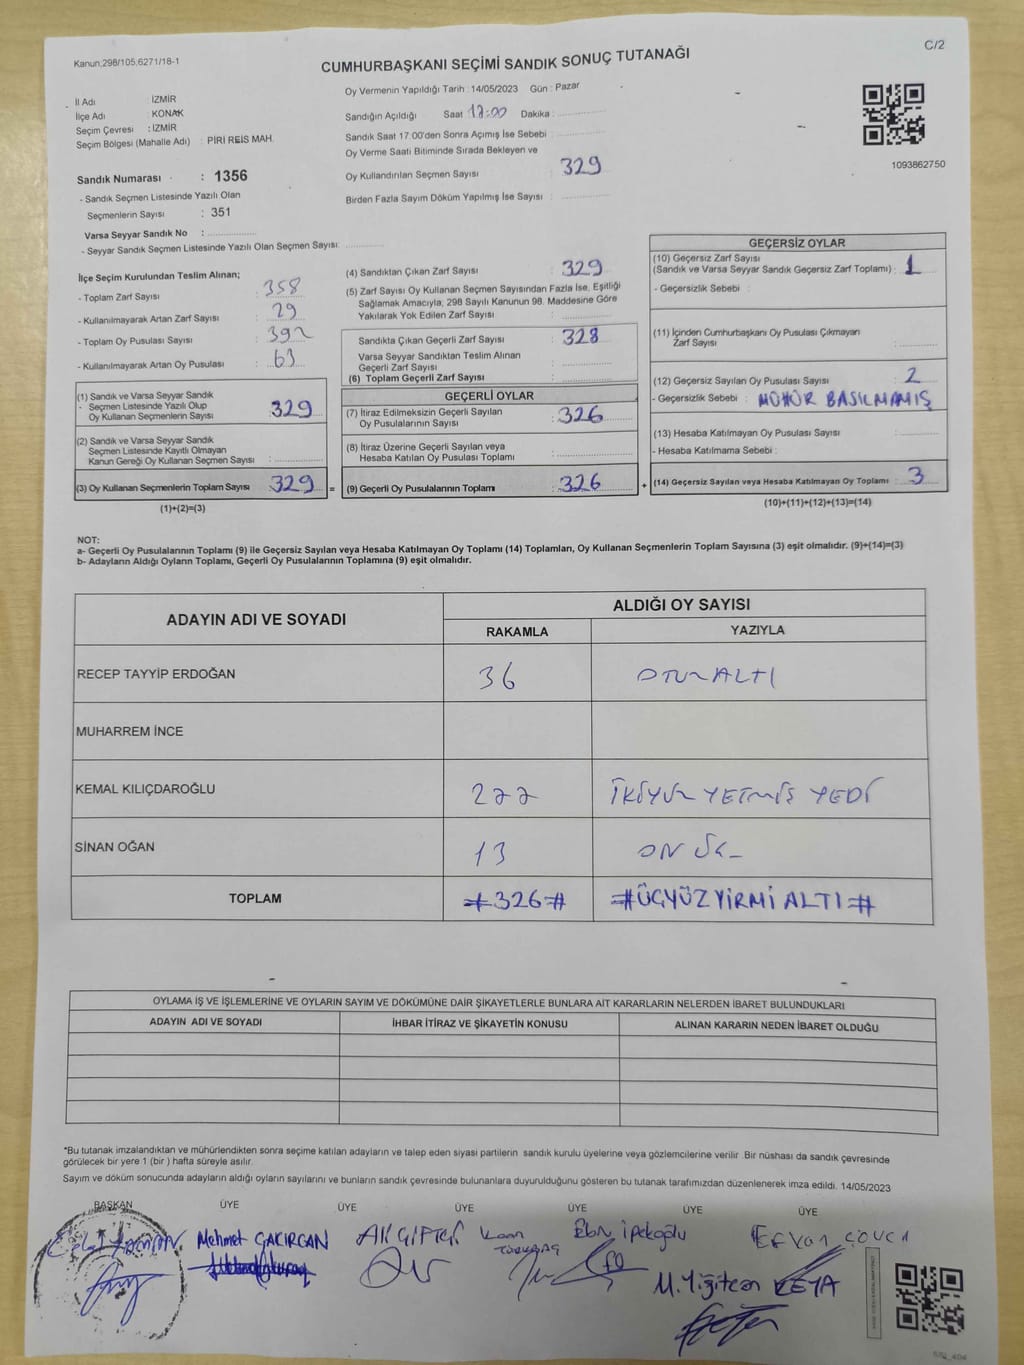 C/2
Kanun:298/105;6271/18-1
CUMHURBAŞKANI SEÇİMİ SANDIK SONUÇ TUTANAĞI
İl Adı : İZMİR
İlçe Adı : KONAK
Seçim Çevresi : İZMİR
Seçim Bölgesi (Mahalle Adı) : PİRİ REİS MAH.
Sandık Numarası : 1356
- Sandık Seçmen Listesinde Yazılı Olan
Seçmenlerin Sayısı : 351
Varsa Seyyar Sandık No :
- Seyyar Sandık Seçmen Listesinde Yazılı Olan Seçmen Sayısı:
Oy Vermenin Yapıldığı Tarih : 14/05/2023 Gün : Pazar
Sandığın Açıldığı Saat 17:00 Dakika :
Sandık Saat 17.00'den Sonra Açımış İse Sebebi :
Oy Verme Saati Bitiminde Sırada Bekleyen ve
Oy Kullandırılan Seçmen Sayısı : 329
Birden Fazla Sayım Döküm Yapılmış İse Sayısı :
1093862750
İlçe Seçim Kurulundan Teslim Alınan;
- Toplam Zarf Sayısı : 358
- Kullanılmayarak Artan Zarf Sayısı : 29
- Toplam Oy Pusulası Sayısı : 392
- Kullanılmayarak Artan Oy Pusulası : 63
(1) Sandık ve Varsa Seyyar Sandık
- Seçmen Listesinde Yazılı Olup
Oy Kullanan Seçmenlerin Sayısı : 329
(2) Sandık ve Varsa Seyyar Sandık
Seçmen Listesinde Kayıtlı Olmayan
Kanun Gereği Oy Kullanan Seçmen Sayısı :
(3) Oy Kullanan Seçmenlerin Toplam Sayısı : 329 =
(1)+(2)=(3)
(4) Sandıktan Çıkan Zarf Sayısı : 329
(5) Zarf Sayısı Oy Kullanan Seçmen Sayısından Fazla İse, Eşitliği
Sağlamak Amacıyla; 298 Sayılı Kanunun 98. Maddesine Göre
Yakılarak Yok Edilen Zarf Sayısı :
Sandıkta Çıkan Geçerli Zarf Sayısı : 328
Varsa Seyyar Sandıktan Teslim Alınan
Geçerli Zarf Sayısı :
(6) Toplam Geçerli Zarf Sayısı :
GEÇERLİ OYLAR
(7) İtiraz Edilmeksizin Geçerli Sayılan
Oy Pusulalarının Sayısı : 326
(8) İtiraz Üzerine Geçerli Sayılan veya
Hesaba Katılan Oy Pusulası Toplamı :
(9) Geçerli Oy Pusulalarının Toplamı : 326 +
GEÇERSİZ OYLAR
(10) Geçersiz Zarf Sayısı
(Sandık ve Varsa Seyyar Sandık Geçersiz Zarf Toplamı) : 1
- Geçersizlik Sebebi :
(11) İçinden Cumhurbaşkanı Oy Pusulası Çıkmayan
Zarf Sayısı :
(12) Geçersiz Sayılan Oy Pusulası Sayısı : 2
- Geçersizlik Sebebi : MÜHÜR BASILMAMIŞ
(13) Hesaba Katılmayan Oy Pusulası Sayısı :
- Hesaba Katılmama Sebebi :
(14) Geçersiz Sayılan veya Hesaba Katılmayan Oy Toplamı : 3
(10)+(11)+(12)+(13)=(14)
NOT:
a- Geçerli Oy Pusulalarının Toplamı (9) ile Geçersiz Sayılan veya Hesaba Katılmayan Oy Toplamı (14) Toplamları, Oy Kullanan Seçmenlerin Toplam Sayısına (3) eşit olmalıdır. (9)+(14)=(3)
b- Adayların Aldığı Oyların Toplamı, Geçerli Oy Pusulalarının Toplamına (9) eşit olmalıdır.
ADAYIN ADI VE SOYADI
ALDIĞI OY SAYISI
RAKAMLA YAZIYLA
RECEP TAYYİP ERDOĞAN 36 OTUZALTI
MUHARREM İNCE
KEMAL KILIÇDAROĞLU 277 İKİYÜZ YETMİŞ YEDİ
SİNAN OĞAN 13 ON ÜÇ
TOPLAM #326# #ÜÇYÜZYİRMİ ALTI#
OYLAMA İŞ VE İŞLEMLERİNE VE OYLARIN SAYIM VE DÖKÜMÜNE DAİR ŞİKAYETLERLE BUNLARA AİT KARARLARIN NELERDEN İBARET BULUNDUKLARI
ADAYIN ADI VE SOYADI İHBAR İTİRAZ VE ŞİKAYETİN KONUSU ALINAN KARARIN NEDEN İBARET OLDUĞU
*Bu tutanak imzalandıktan ve mühürlendikten sonra seçime katılan adayların ve talep eden siyasi partilerin sandık kurulu üyelerine veya gözlemcilerine verilir .Bir nüshası da sandık çevresinde
görülecek bir yere 1 (bir ) hafta süreyle asılır.
Sayım ve döküm sonucunda adayların aldığı oyların sayılarını ve bunların sandık çevresinde bulunanlara duyurulduğunu gösteren bu tutanak tarafımızdan düzenlenerek imza edildi. 14/05/2023
BAŞKAN ÜYE ÜYE ÜYE ÜYE ÜYE ÜYE
Mehmet ÇAKIRCAN
Ali ÇİFTÇİ
Kaan
Ebru İpekoğlu
M. Yiğitcan KEYA